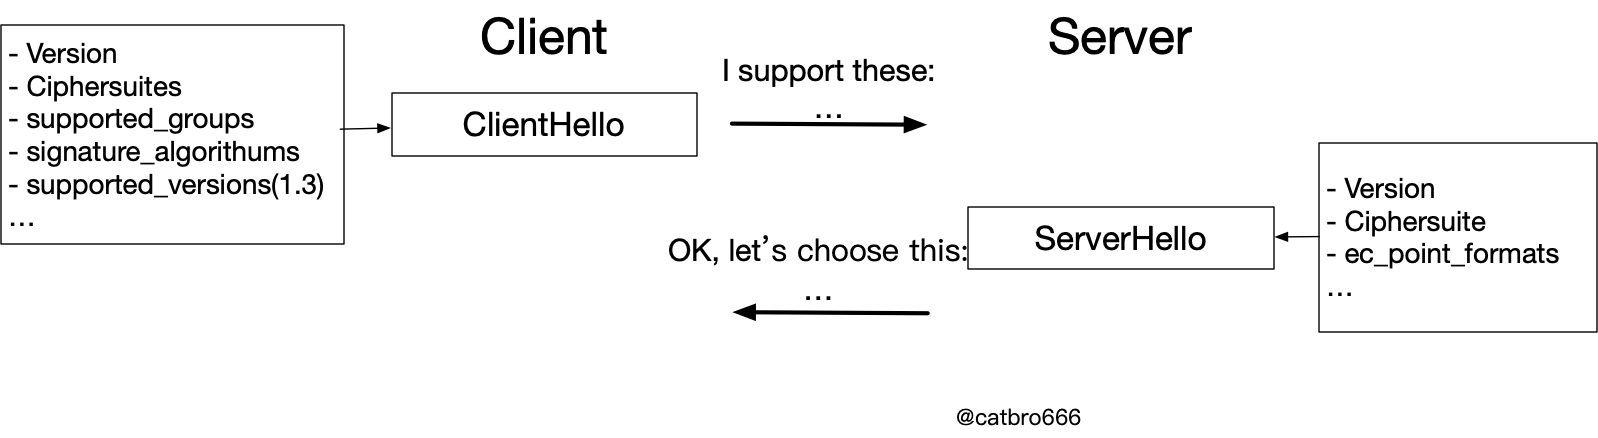 Client
Server
- Version
- Ciphersuites
- supported_groups
- signature_algorithums
- supported_versions(1.3)
...
ClientHello
I support these:
...
OK, let’s choose this:
...
ServerHello
- Version
- Ciphersuite
- ec_point_formats
...
@catbro666